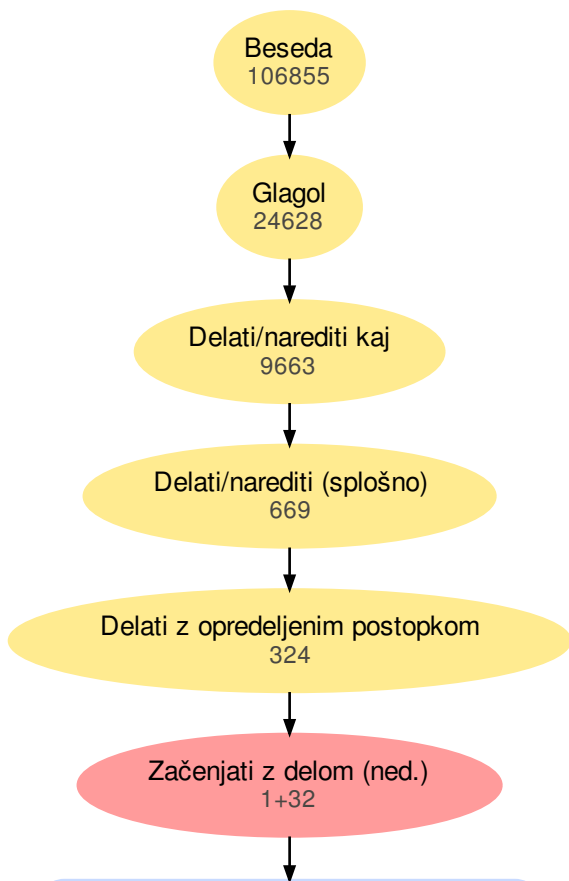 Beseda
106855
Glagol
24628
Delati/narediti kaj
9663
Delati/narediti (splošno)
669
Delati z opredeljenim postopkom
324
Začenjati z delom (ned.)
1+32